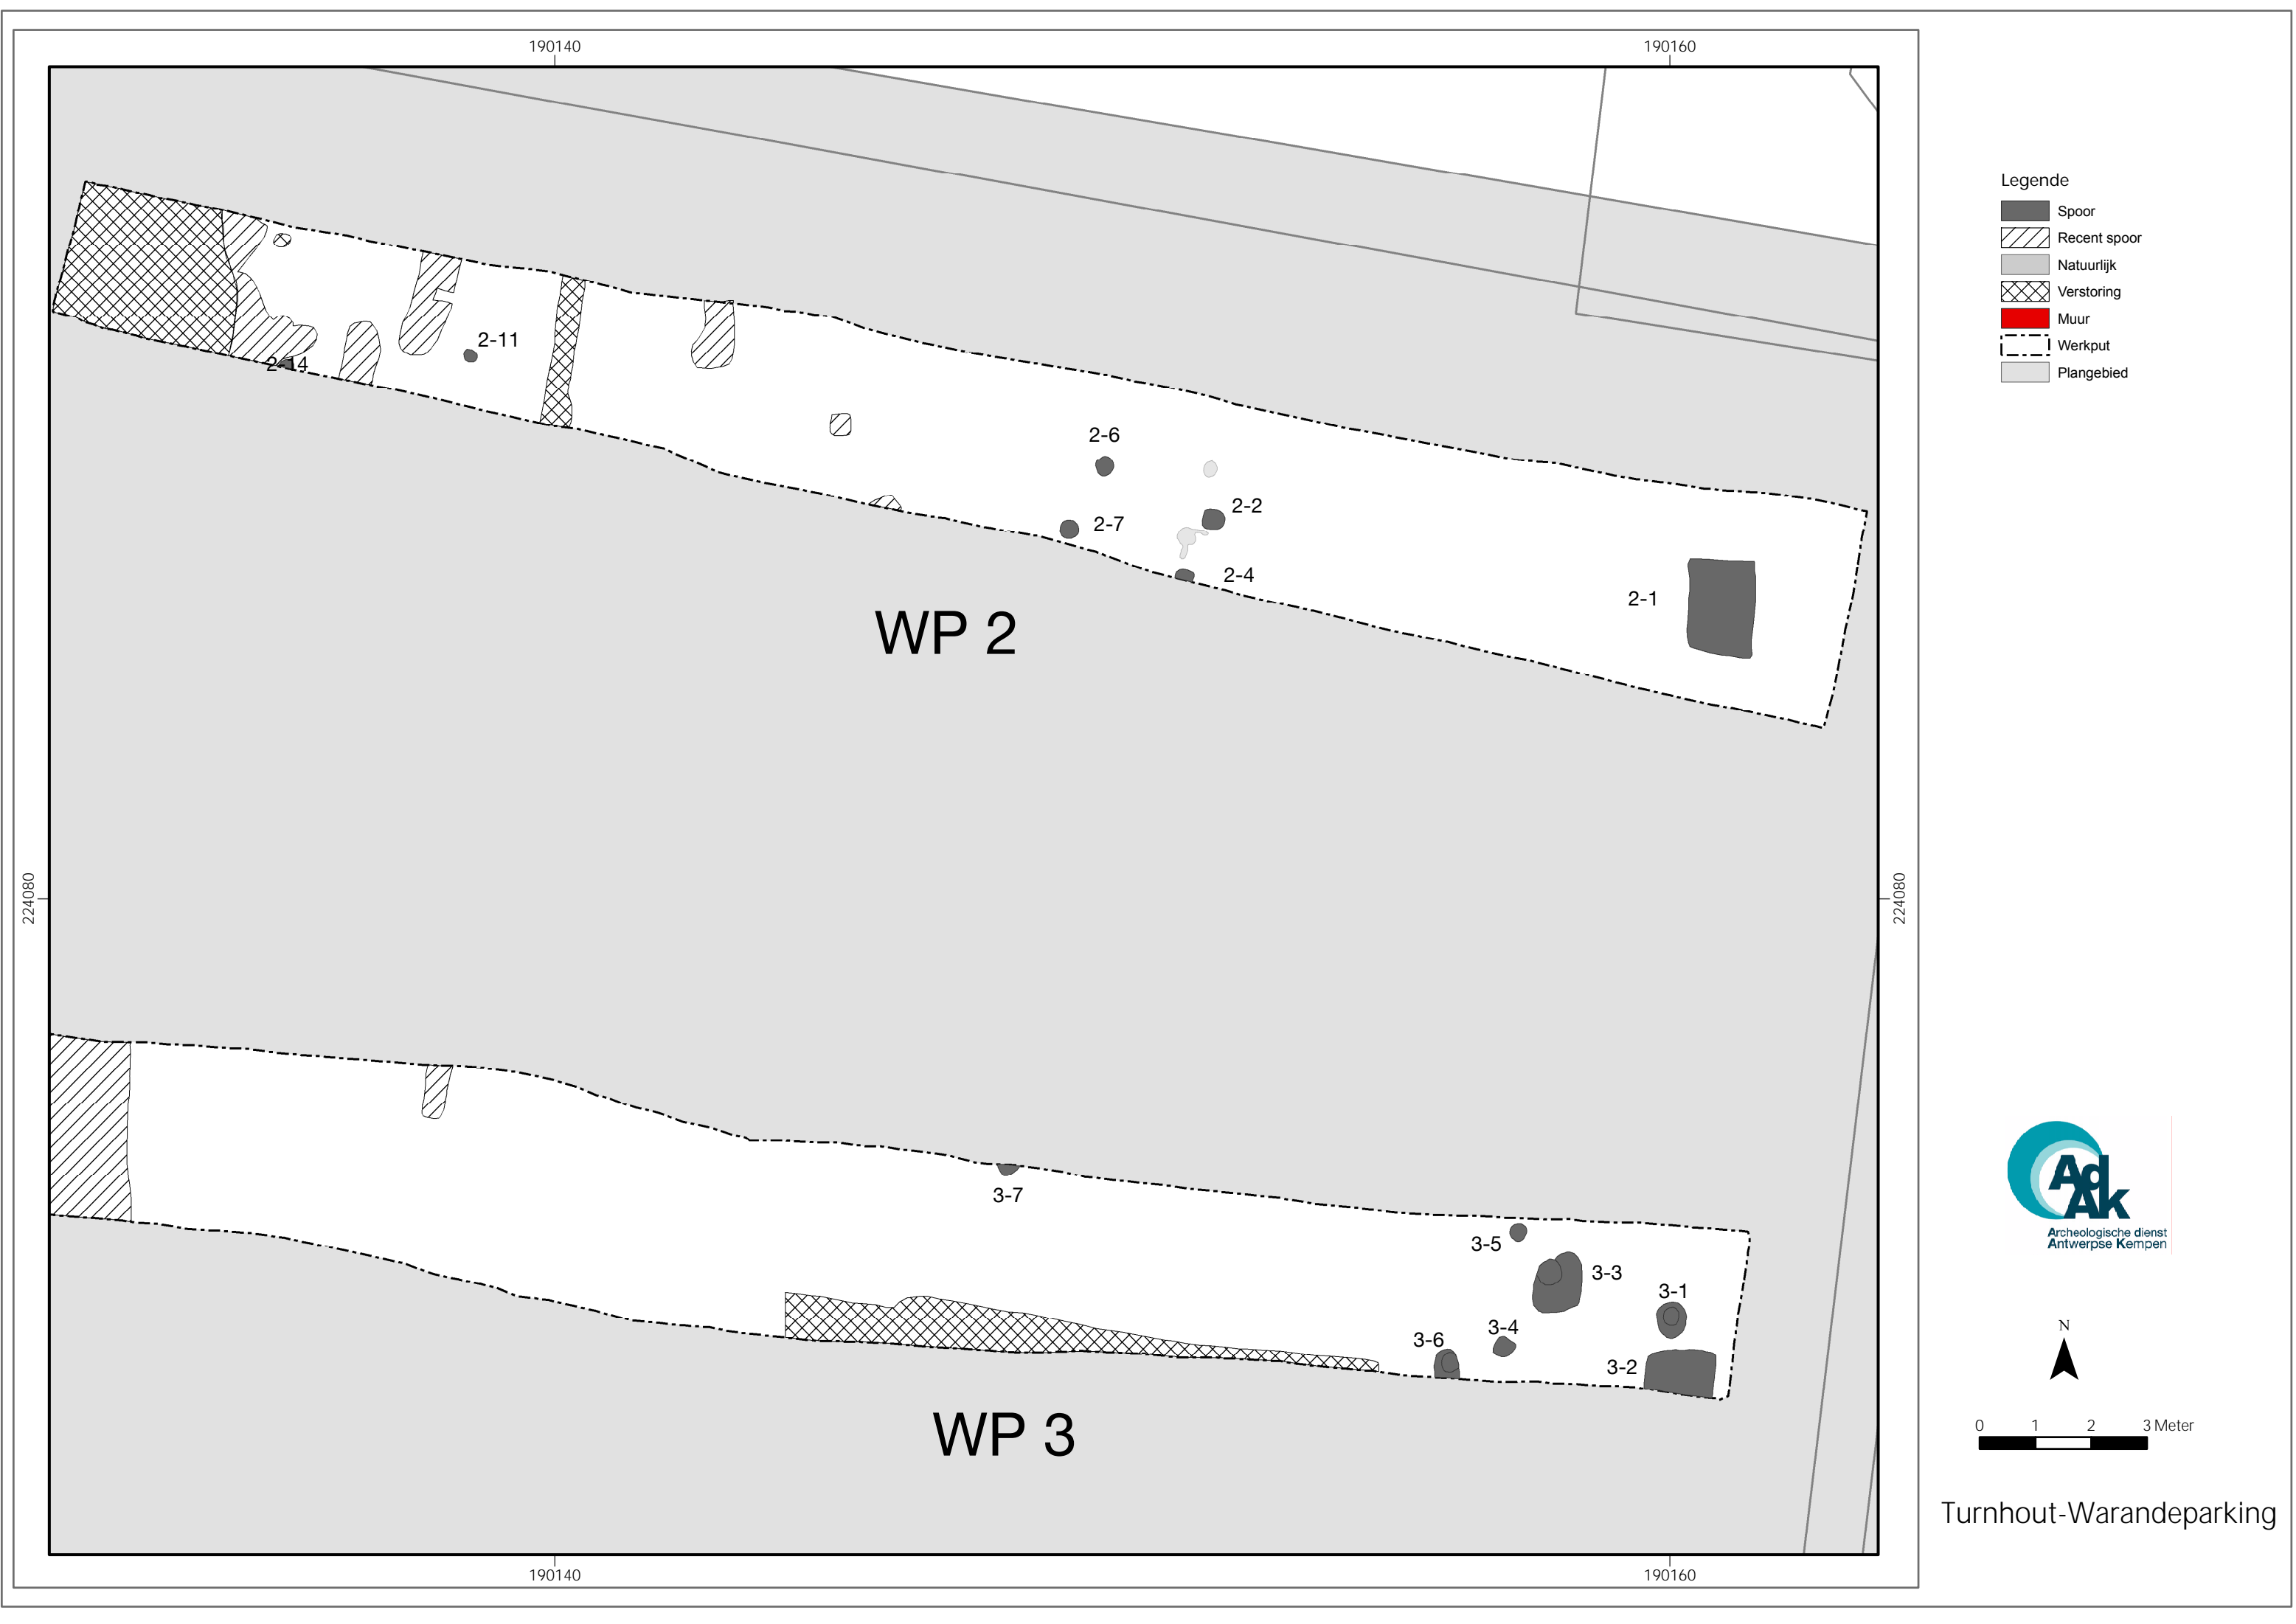 190140
190160
2-11
2-14
2-6
2-2
2-7
2-4
2-1
WP 2
224080
224080
3-7
3-5
3-3
3-1
3-4
3-6
3-2
WP 3
190140
190160
Legende
Spoor
Recent spoor
Natuurlijk
Verstoring
Muur
Werkput
Plangebied
Ad
Ak
Archeologische dienst
Antwerpse Kempen
N
0 1 2 3 Meter
Turnhout-Warandeparking